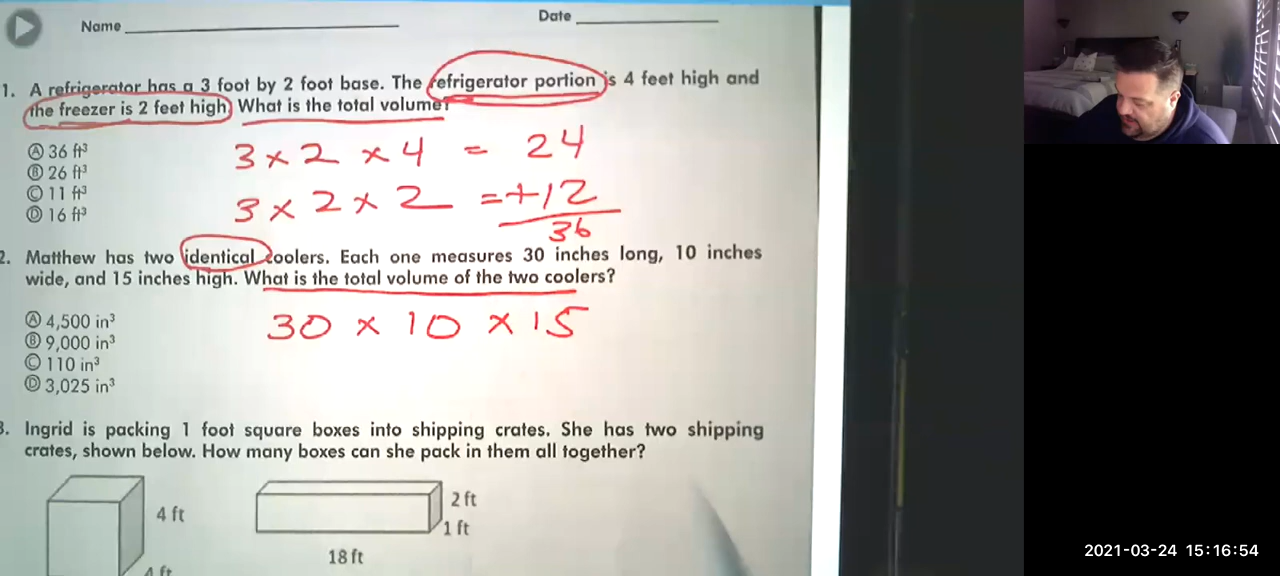 Name
Date
1. A refrigerator has a 3 foot by 2 foot base. The refrigerator portion is 4 feet high and
the freezer is 2 feet high. What is the total volume?
Ⓐ 36 ft³
Ⓑ 26 ft³
Ⓒ 11 ft³
Ⓓ 16 ft³
3 × 2 × 4 = 24
3 × 2 × 2 = +12
36
2. Matthew has two identical coolers. Each one measures 30 inches long, 10 inches
wide, and 15 inches high. What is the total volume of the two coolers?
Ⓐ 4,500 in³
Ⓑ 9,000 in³
Ⓒ 110 in³
Ⓓ 3,025 in³
30 × 10 × 15
3. Ingrid is packing 1 foot square boxes into shipping crates. She has two shipping
crates, shown below. How many boxes can she pack in them all together?
4 ft
4 ft
2 ft
1 ft
18 ft
2021-03-24 15:16:54